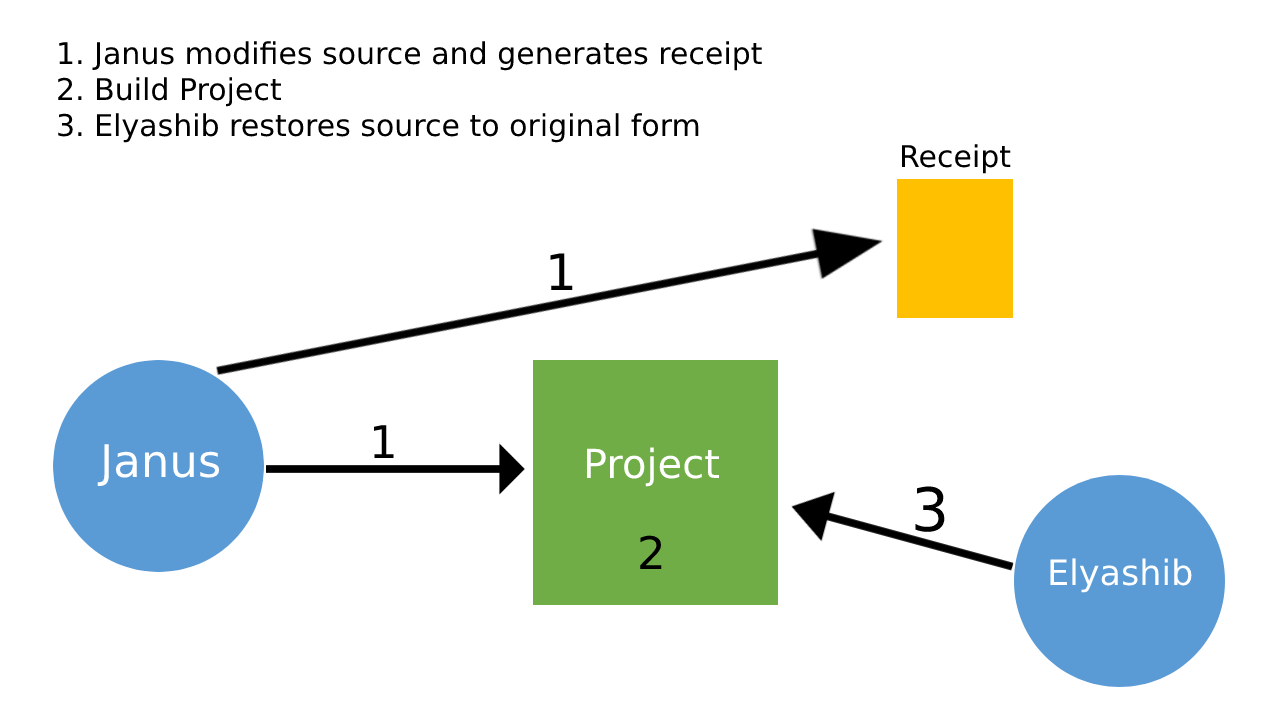 1. Janus modifies source and generates receipt
2. Build Project
3. Elyashib restores source to original form
Receipt
1
Janus
1
Project
2
3
Elyashib